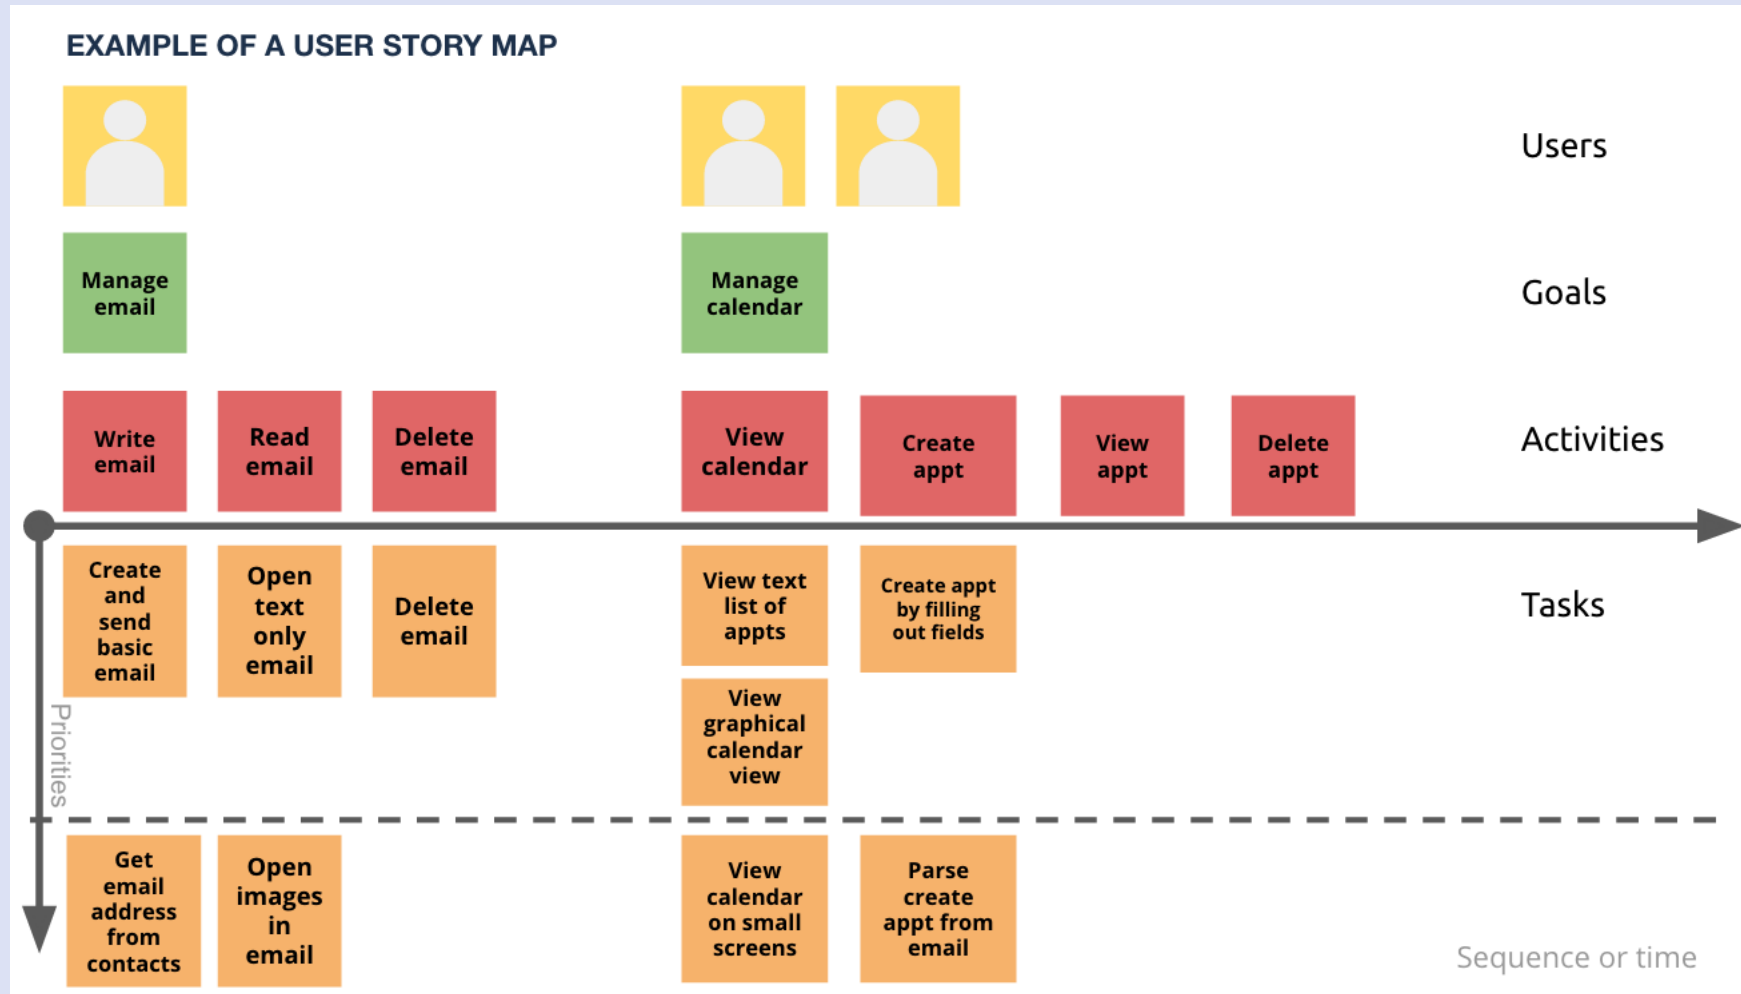 EXAMPLE OF A USER STORY MAP
Users
Manage
email
Manage
calendar
Goals
Write
email
Read
email
Delete
email
View
calendar
Create
appt
View
appt
Delete
appt
Activities
Create
and
send
basic
email
Open
text
only
email
Delete
email
View text
list of
appts
Create appt
by filling
out fields
Tasks
View
graphical
calendar
view
Priorities
Get
email
address
from
contacts
Open
images
in
email
View
calendar
on small
screens
Parse
create
appt from
email
Sequence or time